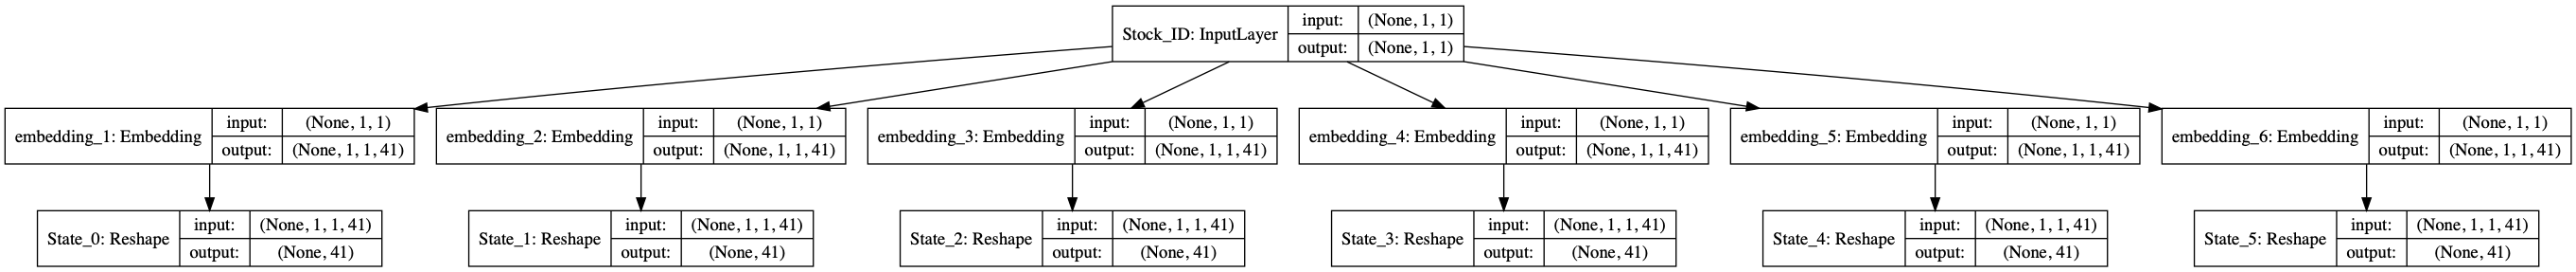 Stock_ID: InputLayer input: (None, 1, 1)
output: (None, 1, 1)
embedding_1: Embedding input: (None, 1, 1)
output: (None, 1, 1, 41)
embedding_2: Embedding input: (None, 1, 1)
output: (None, 1, 1, 41)
embedding_3: Embedding input: (None, 1, 1)
output: (None, 1, 1, 41)
embedding_4: Embedding input: (None, 1, 1)
output: (None, 1, 1, 41)
embedding_5: Embedding input: (None, 1, 1)
output: (None, 1, 1, 41)
embedding_6: Embedding input: (None, 1, 1)
output: (None, 1, 1, 41)
State_0: Reshape input: (None, 1, 1, 41)
output: (None, 41)
State_1: Reshape input: (None, 1, 1, 41)
output: (None, 41)
State_2: Reshape input: (None, 1, 1, 41)
output: (None, 41)
State_3: Reshape input: (None, 1, 1, 41)
output: (None, 41)
State_4: Reshape input: (None, 1, 1, 41)
output: (None, 41)
State_5: Reshape input: (None, 1, 1, 41)
output: (None, 41)